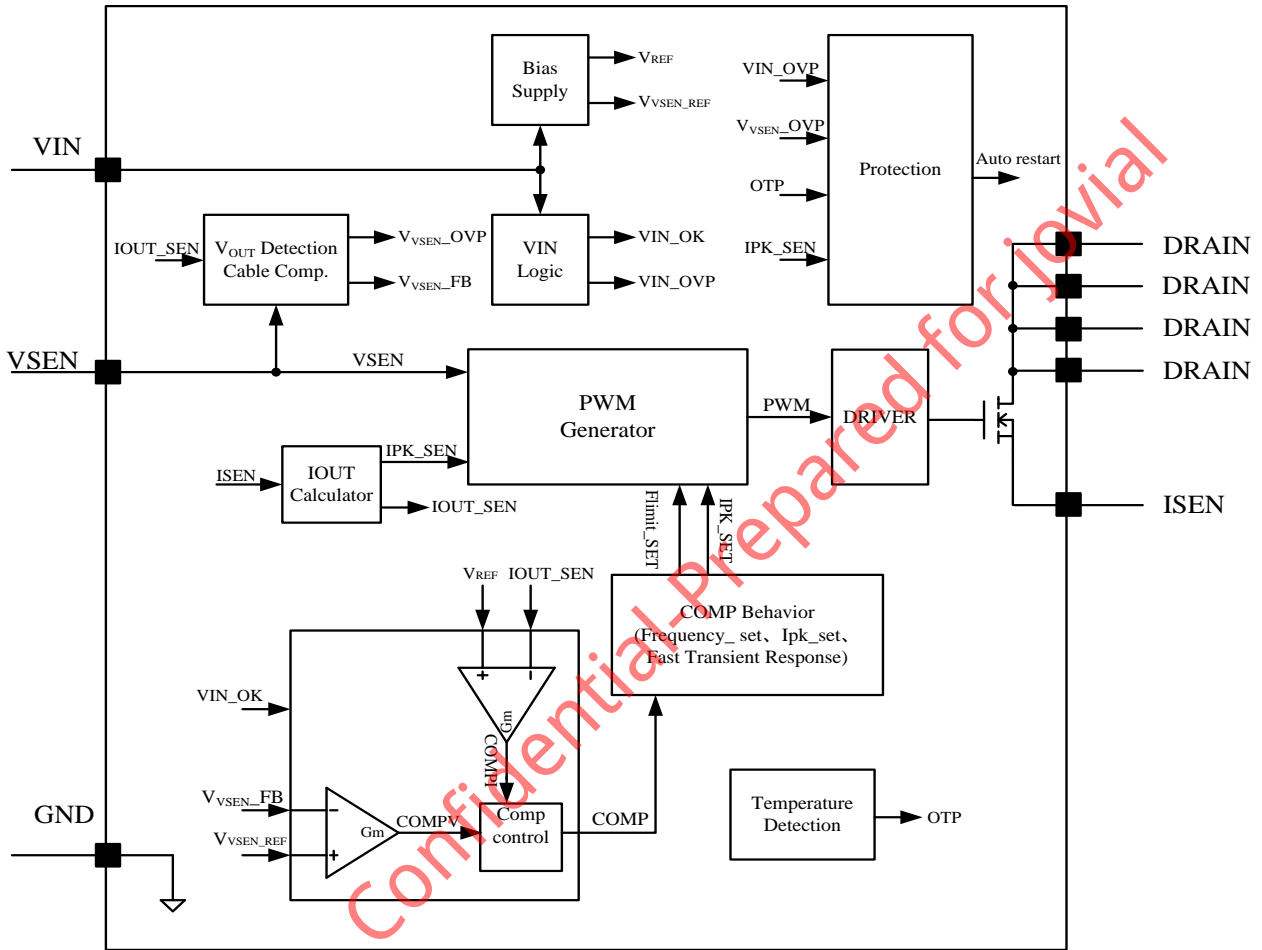 Bias
Supply
VREF
VVSEN_REF
VIN
VIN_OVP
VVSEN_OVP
OTP
IPK_SEN
Protection
Auto restart
IOUT_SEN
VOUT Detection
Cable Comp.
VVSEN_OVP
VVSEN_FB
VIN
Logic
VIN_OK
VIN_OVP
DRAIN
DRAIN
DRAIN
DRAIN
VSEN
VSEN
PWM
Generator
PWM
DRIVER
ISEN
IOUT
Calculator
IPK_SEN
IOUT_SEN
ISEN
Flimit_SET
IPK_SET
VREF
IOUT_SEN
COMP Behavior
(Frequency_ set、Ipk_set、
Fast Transient Response)
VIN_OK
+
−
Gm
COMPI
VVSEN_FB
VVSEN_REF
−
+
Gm
COMPV
Comp
control
COMP
GND
Temperature
Detection
OTP
Confidential-Prepared for jovial